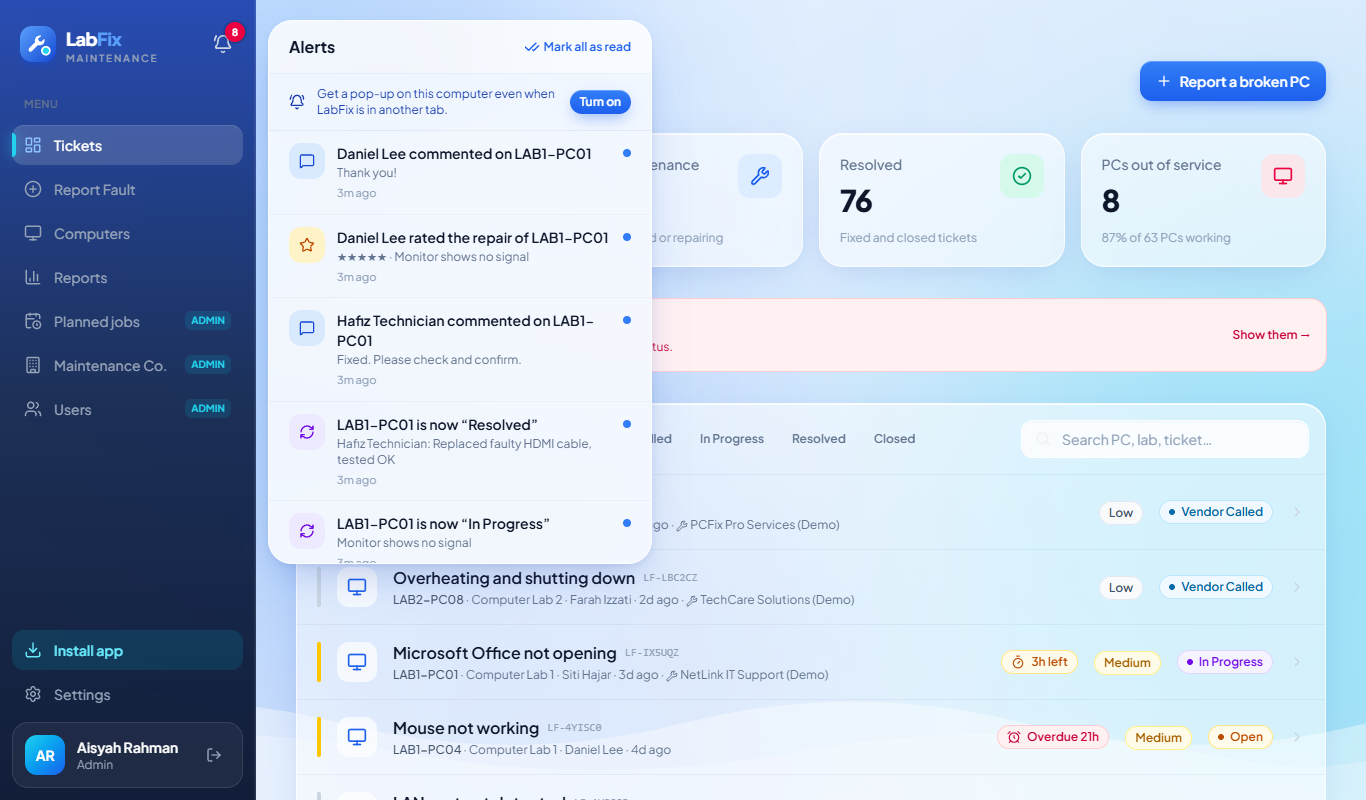 LabFix
MAINTENANCE
8
MENU
Tickets
Report Fault
Computers
Reports
Planned jobs ADMIN
Maintenance Co. ADMIN
Users ADMIN
Install app
Settings
AR
Aisyah Rahman
Admin
Alerts
Mark all as read
Get a pop-up on this computer even when
LabFix is in another tab.
Turn on
Daniel Lee commented on LAB1-PC01
Thank you!
3m ago
Daniel Lee rated the repair of LAB1-PC01
★★★★★ · Monitor shows no signal
3m ago
Hafiz Technician commented on LAB1-
PC01
Fixed. Please check and confirm.
3m ago
LAB1-PC01 is now “Resolved”
Hafiz Technician: Replaced faulty HDMI cable,
tested OK
3m ago
LAB1-PC01 is now “In Progress”
Monitor shows no signal
3m ago
+ Report a broken PC
enance
d or repairing
Resolved
76
Fixed and closed tickets
PCs out of service
8
87% of 63 PCs working
tus.
Show them →
lled
In Progress
Resolved
Closed
Search PC, lab, ticket...
go · PCFix Pro Services (Demo)
Low
Vendor Called
Overheating and shutting down LF-LBC2CZ
LAB2-PC08 · Computer Lab 2 · Farah Izzati · 2d ago · TechCare Solutions (Demo)
Low
Vendor Called
Microsoft Office not opening LF-IX5UQZ
LAB1-PC01 · Computer Lab 1 · Siti Hajar · 3d ago · NetLink IT Support (Demo)
3h left
Medium
In Progress
Mouse not working LF-4YISC0
LAB1-PC04 · Computer Lab 1 · Daniel Lee · 4d ago
Overdue 21h
Medium
Open